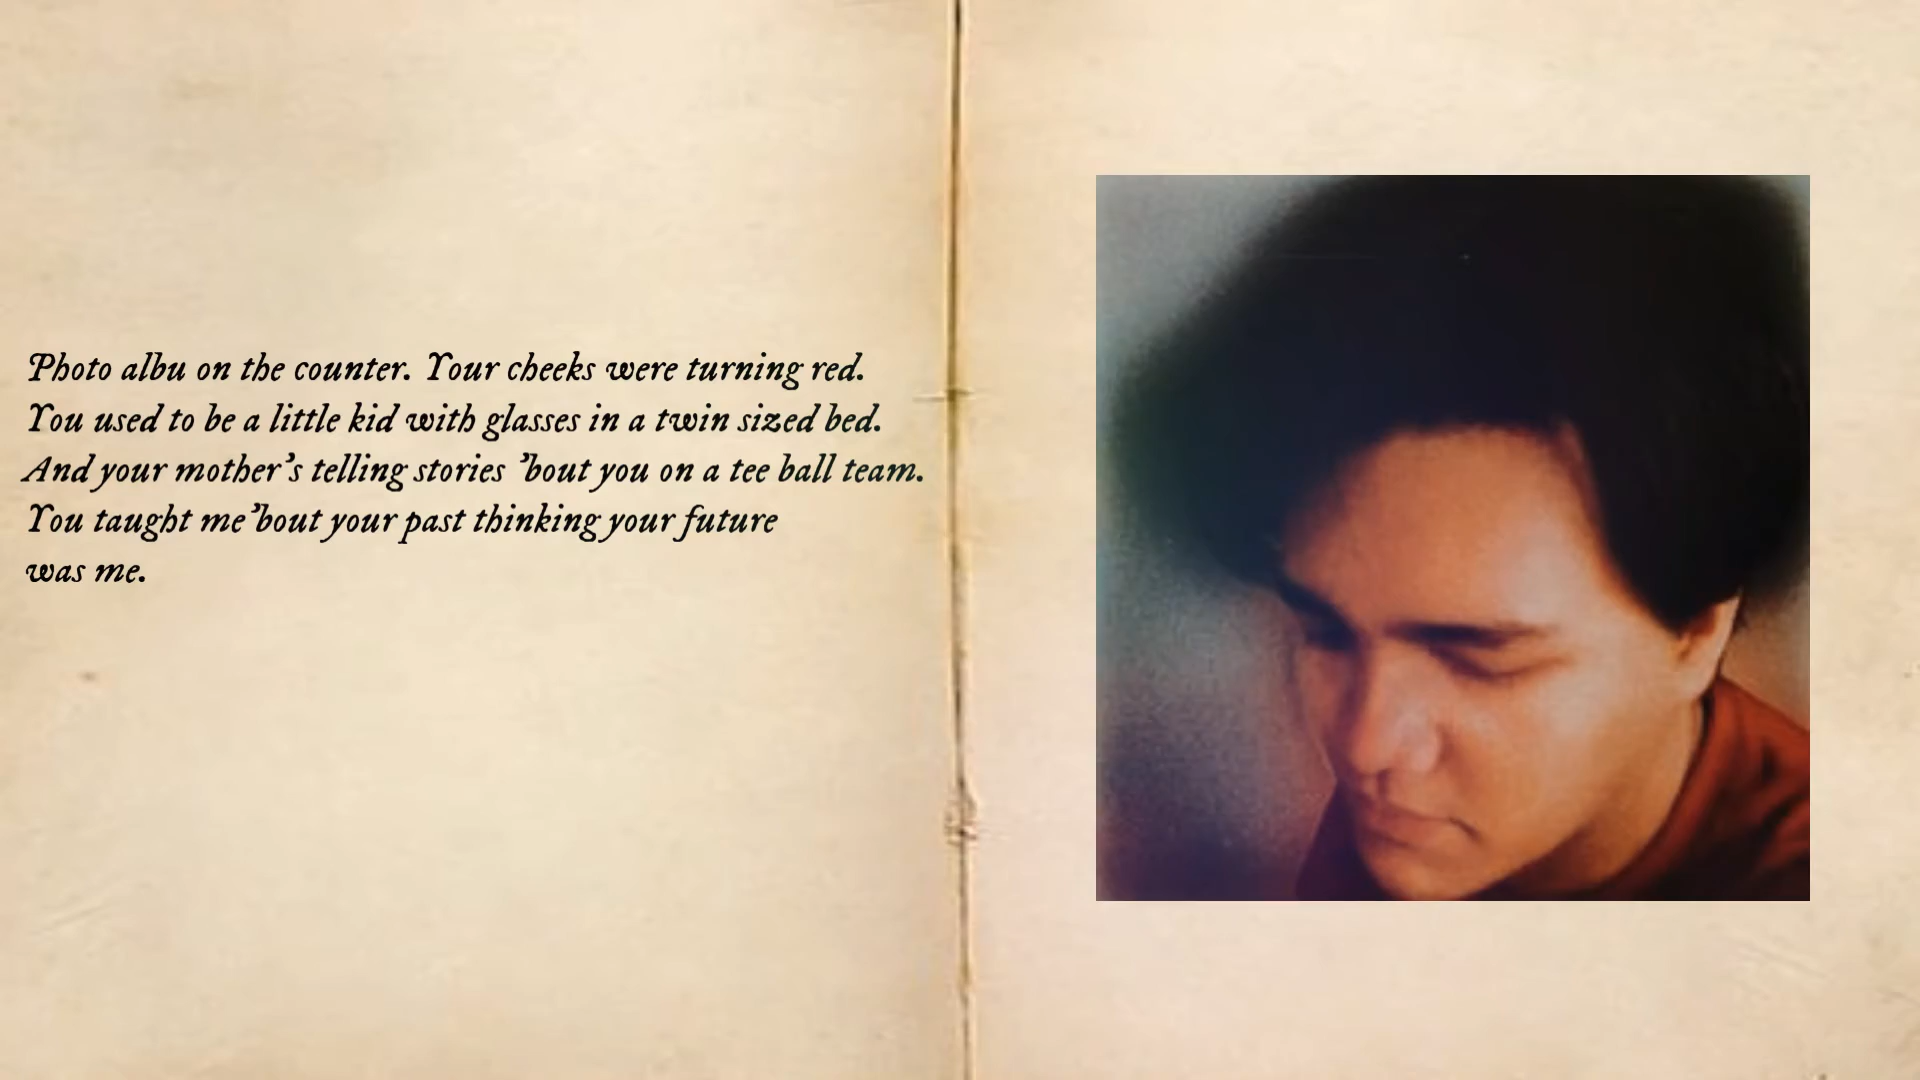 Photo albu on the counter. Your cheeks were turning red.
You used to be a little kid with glasses in a twin sized bed.
And your mother's telling stories 'bout you on a tee ball team.
You taught me 'bout your past thinking your future
was me.